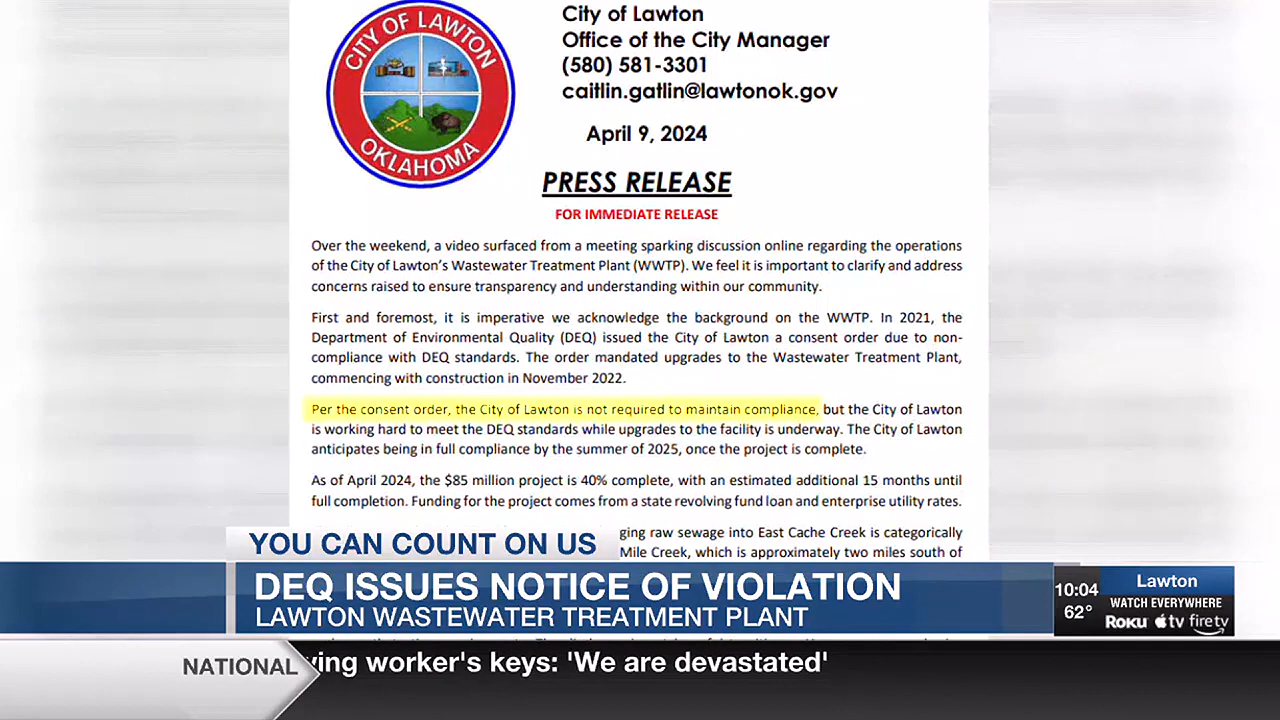 CITY OF LAWTON
OKLAHOMA
City of Lawton
Office of the City Manager
(580) 581-3301
caitlin.gatlin@lawtonok.gov
April 9, 2024
PRESS RELEASE
FOR IMMEDIATE RELEASE
Over the weekend, a video surfaced from a meeting sparking discussion online regarding the operations
of the City of Lawton's Wastewater Treatment Plant (WWTP). We feel it is important to clarify and address
concerns raised to ensure transparency and understanding within our community.
First and foremost, it is imperative we acknowledge the background on the WWTP. In 2021, the
Department of Environmental Quality (DEQ) issued the City of Lawton a consent order due to non-
compliance with DEQ standards. The order mandated upgrades to the Wastewater Treatment Plant,
commencing with construction in November 2022.
Per the consent order, the City of Lawton is not required to maintain compliance, but the City of Lawton
is working hard to meet the DEQ standards while upgrades to the facility is underway. The City of Lawton
anticipates being in full compliance by the summer of 2025, once the project is complete.
As of April 2024, the $85 million project is 40% complete, with an estimated additional 15 months until
full completion. Funding for the project comes from a state revolving fund loan and enterprise utility rates.
ging raw sewage into East Cache Creek is categorically
Mile Creek, which is approximately two miles south of
YOU CAN COUNT ON US
DEQ ISSUES NOTICE OF VIOLATION
LAWTON WASTEWATER TREATMENT PLANT
10:04
62°
Lawton
WATCH EVERYWHERE
Roku tv firetv
NATIONAL
ving worker's keys: 'We are devastated'